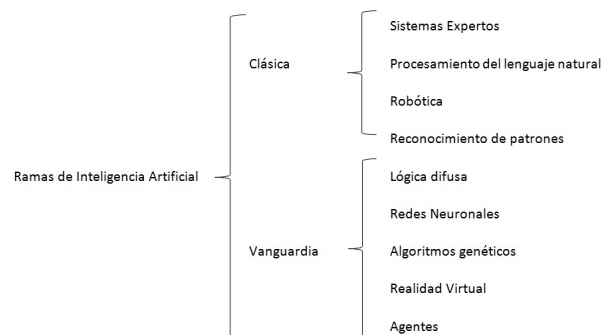 Ramas de Inteligencia Artificial
Clásica
Sistemas Expertos
Procesamiento del lenguaje natural
Robótica
Reconocimiento de patrones
Vanguardia
Lógica difusa
Redes Neuronales
Algoritmos genéticos
Realidad Virtual
Agentes